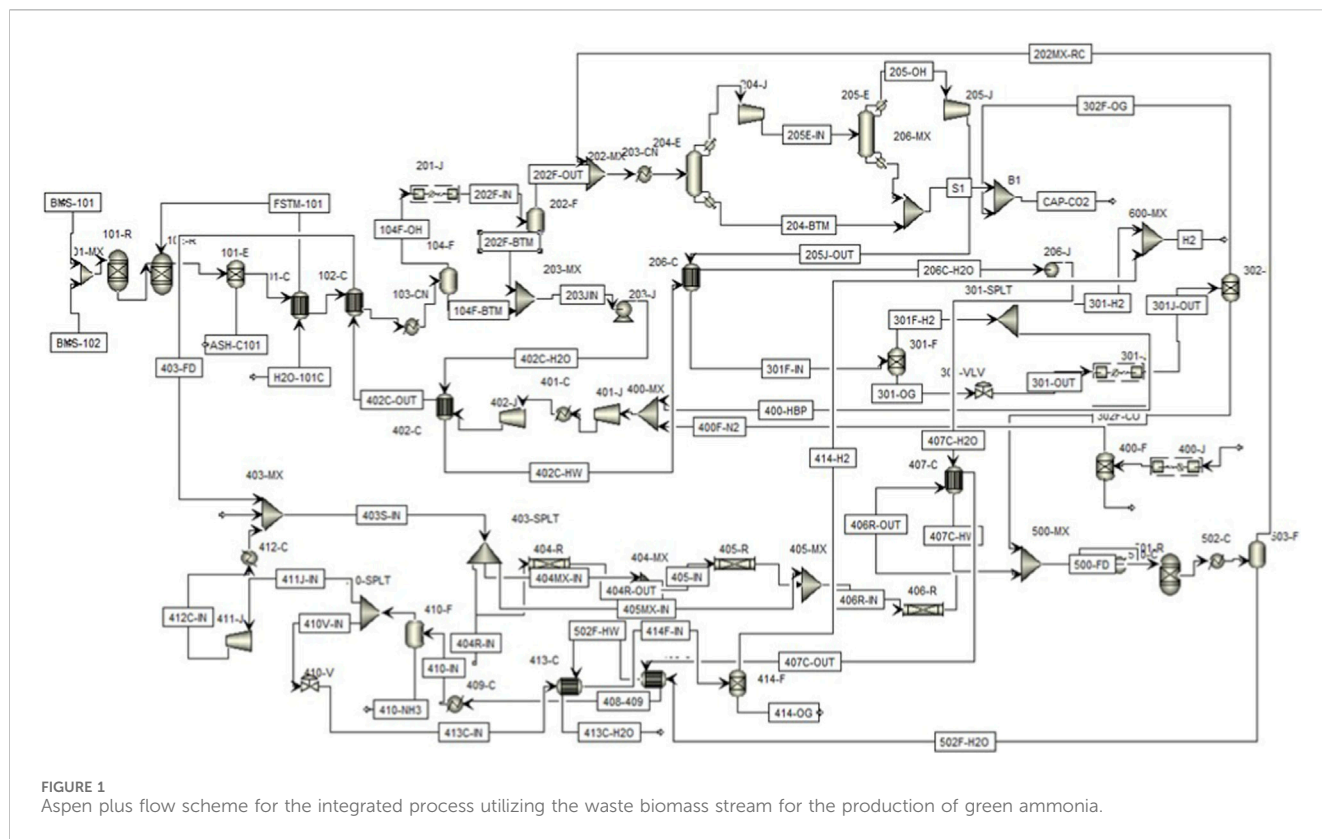 202MX-RC
205-OH
204-J
205-J
205-E
302F-OG
205E-IN
204-E
206-MX
203-CN
202-MX
201-J
202F-OUT
S1
B1
BMS-101
FSTM-101
202F-IN
CAP-CO2
600-MX
202-F
204-BTM
101-R
104F-OH
H2
202F-BTM
205J-OUT
104-F
101-E
206-C
206-J
203-MX
206C-H2O
102-C
301-SPLT
103-CN
203JIN
301-H2
301J-OUT
104F-BTM
301F-H2
BMS-102
ASH-C101
301-F
403-FD
402C-H2O
301F-IN
H2O-101C
401-C
301-OG
301-OUT
400-MX
402C-OUT
402-J
401-J
400-HBP
302F-CO
402-C
400F-N2
407C-H2O
400-F
400-J
402C-HW
414-H2
407-C
403-MX
403S-IN
406R-OUT
403-SPLT
500-MX
502-C
503-F
412-C
404-R
405-R
405-MX
500-FD
411J-IN
404MX-IN
405-IN
404R-OUT
406R-IN
406-R
412C-IN
411-J
410-F
405MX-IN
410V-IN
502F-HW
414F-IN
404R-IN
413-C
407C-OUT
410-V
410-IN
414-F
409-C
408-409
410-NH3
414-OG
413C-IN
413C-H2O
502F-H2O
FIGURE 1
Aspen plus flow scheme for the integrated process utilizing the waste biomass stream for the production of green ammonia.